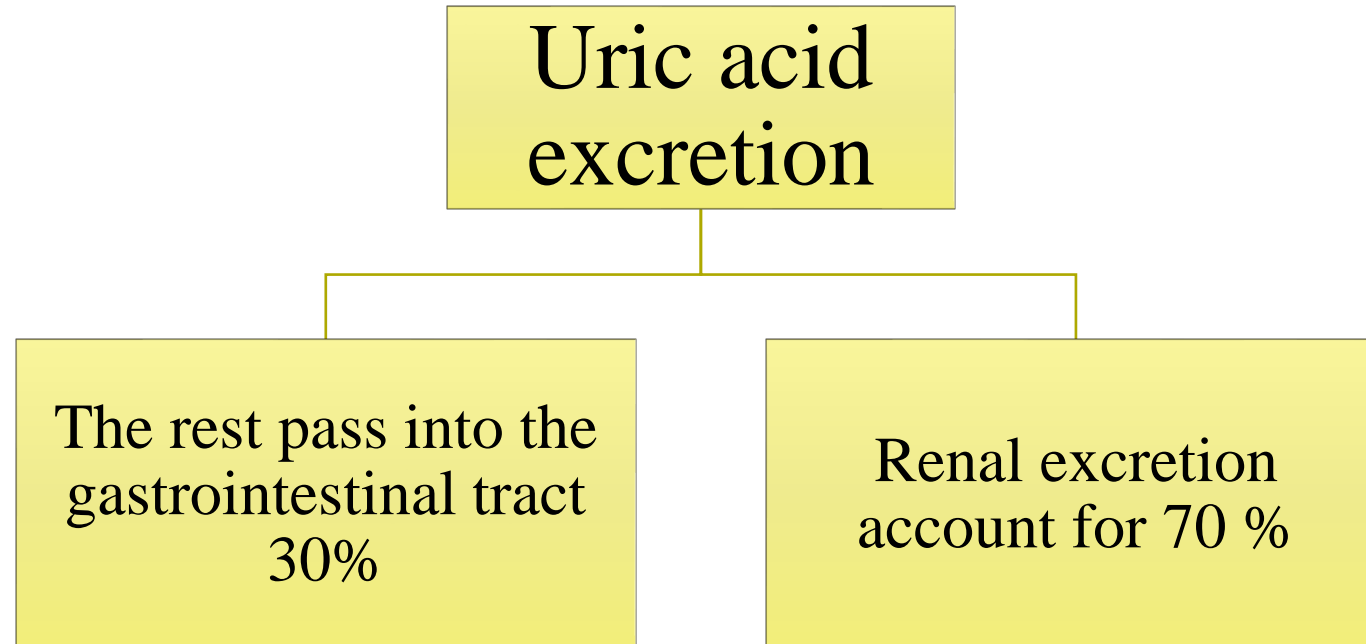 Uric acid
excretion
The rest pass into the
gastrointestinal tract
30%
Renal excretion
account for 70 %